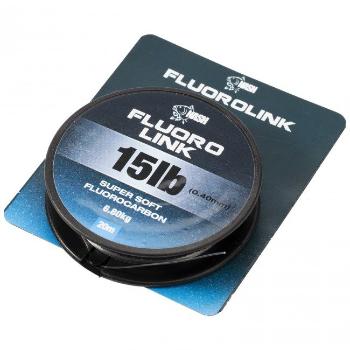 NASH
FLUOROLINK
FLUORO
LINK
15lb (0.40mm)
SUPER SOFT
FLUOROCARBON
6.80kg
20m